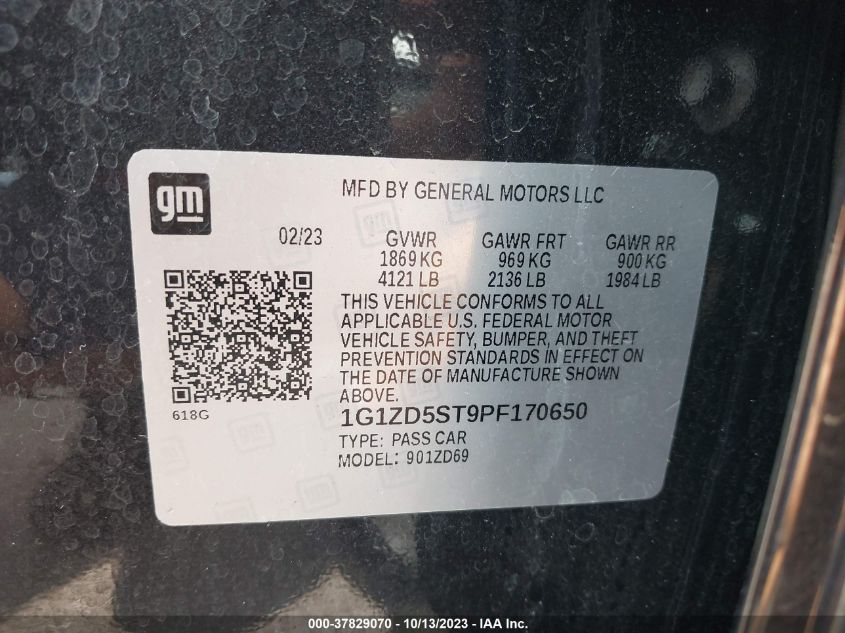 gm
MFD BY GENERAL MOTORS LLC
02/23 GVWR GAWR FRT GAWR RR
1869 KG 969 KG 900 KG
4121 LB 2136 LB 1984 LB
THIS VEHICLE CONFORMS TO ALL
APPLICABLE U.S. FEDERAL MOTOR
VEHICLE SAFETY, BUMPER, AND THEFT
PREVENTION STANDARDS IN EFFECT ON
THE DATE OF MANUFACTURE SHOWN
ABOVE.
618G
1G1ZD5ST9PF170650
TYPE: PASS CAR
MODEL: 901ZD69
000-37829070 - 10/13/2023 - IAA Inc.